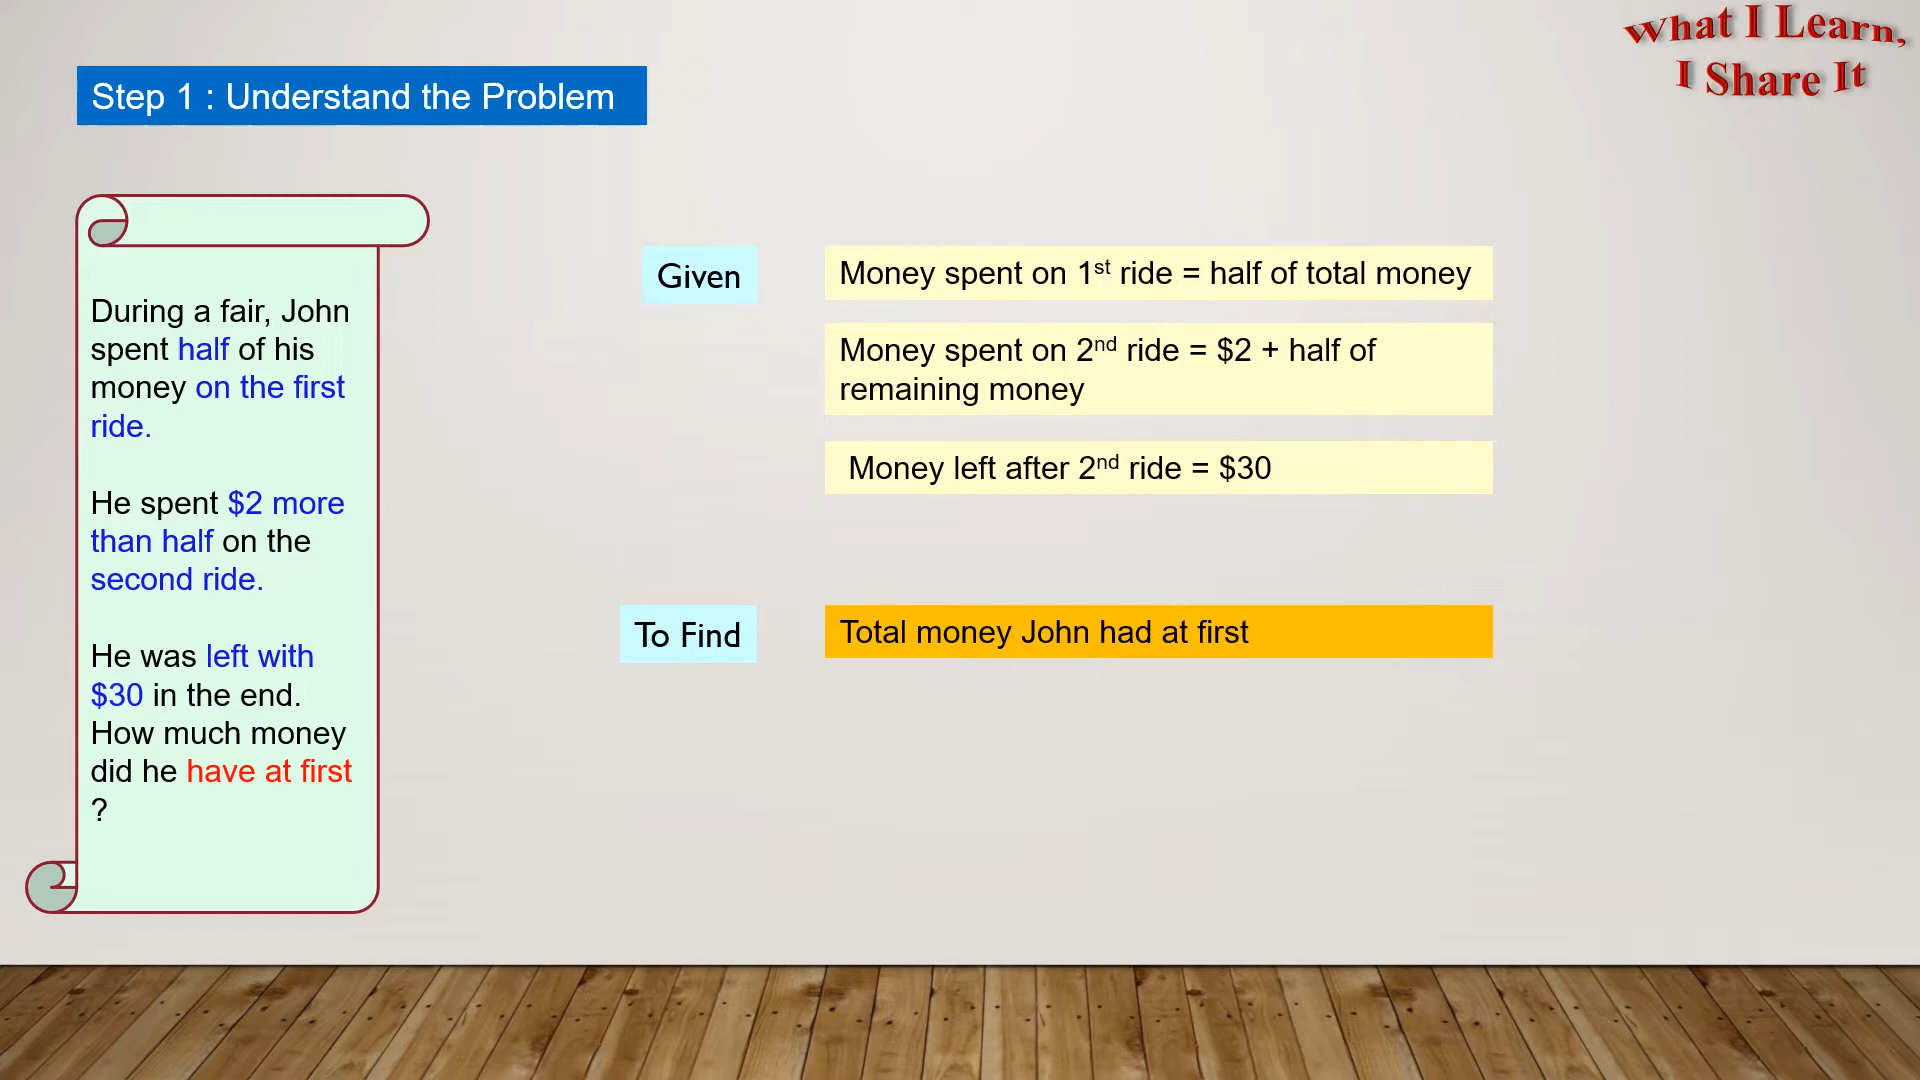 What I Learn,
I Share It
Step 1 : Understand the Problem
During a fair, John
spent half of his
money on the first
ride.
He spent $2 more
than half on the
second ride.
He was left with
$30 in the end.
How much money
did he have at first
?
Given
Money spent on 1st ride = half of total money
Money spent on 2nd ride = $2 + half of
remaining money
Money left after 2nd ride = $30
To Find
Total money John had at first